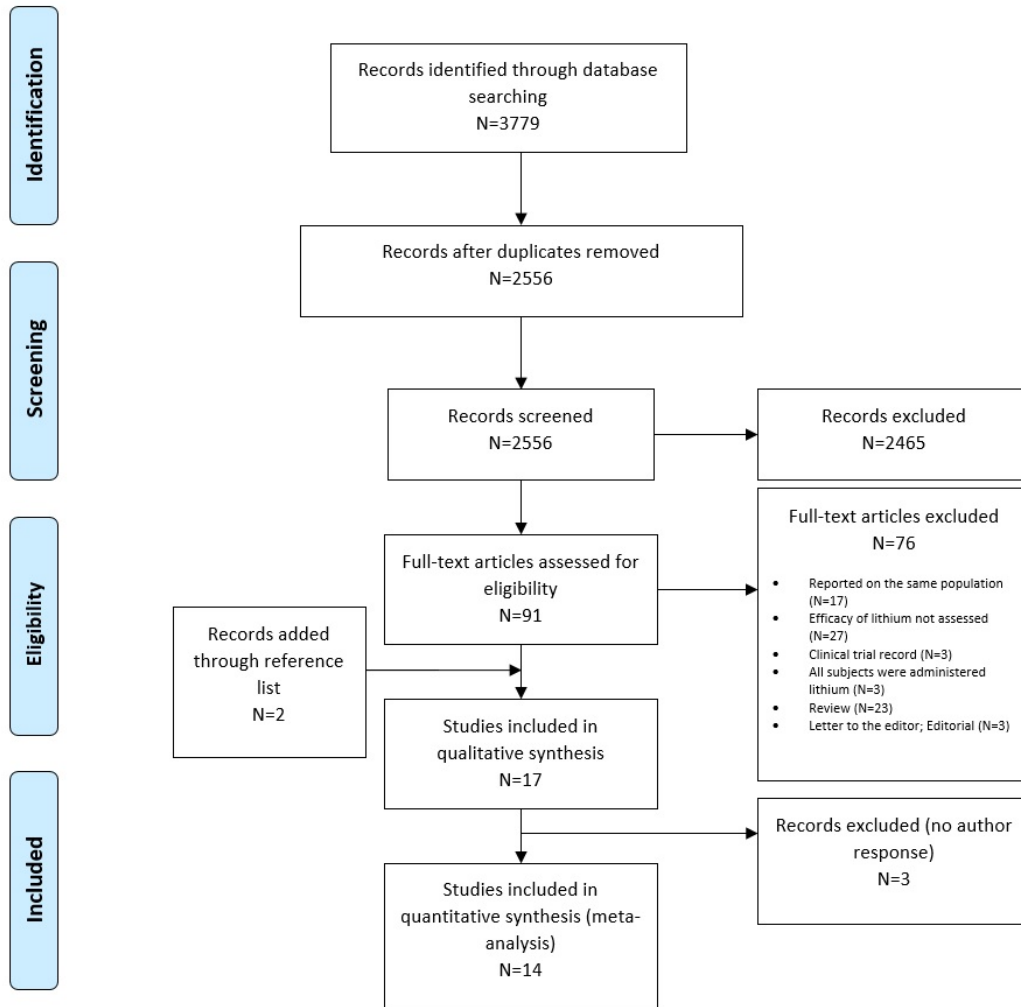 Identification
Records identified through database
searching
N=3779
Records after duplicates removed
N=2556
Screening
Records screened
N=2556
Records excluded
N=2465
Eligibility
Full-text articles assessed for
eligibility
N=91
Full-text articles excluded
N=76
• Reported on the same population
(N=17)
• Efficacy of lithium not assessed
(N=27)
• Clinical trial record (N=3)
• All subjects were administered
lithium (N=3)
• Review (N=23)
• Letter to the editor; Editorial (N=3)
Records added
through reference
list
N=2
Studies included in
qualitative synthesis
N=17
Included
Records excluded (no author
response)
N=3
Studies included in
quantitative synthesis (meta-
analysis)
N=14